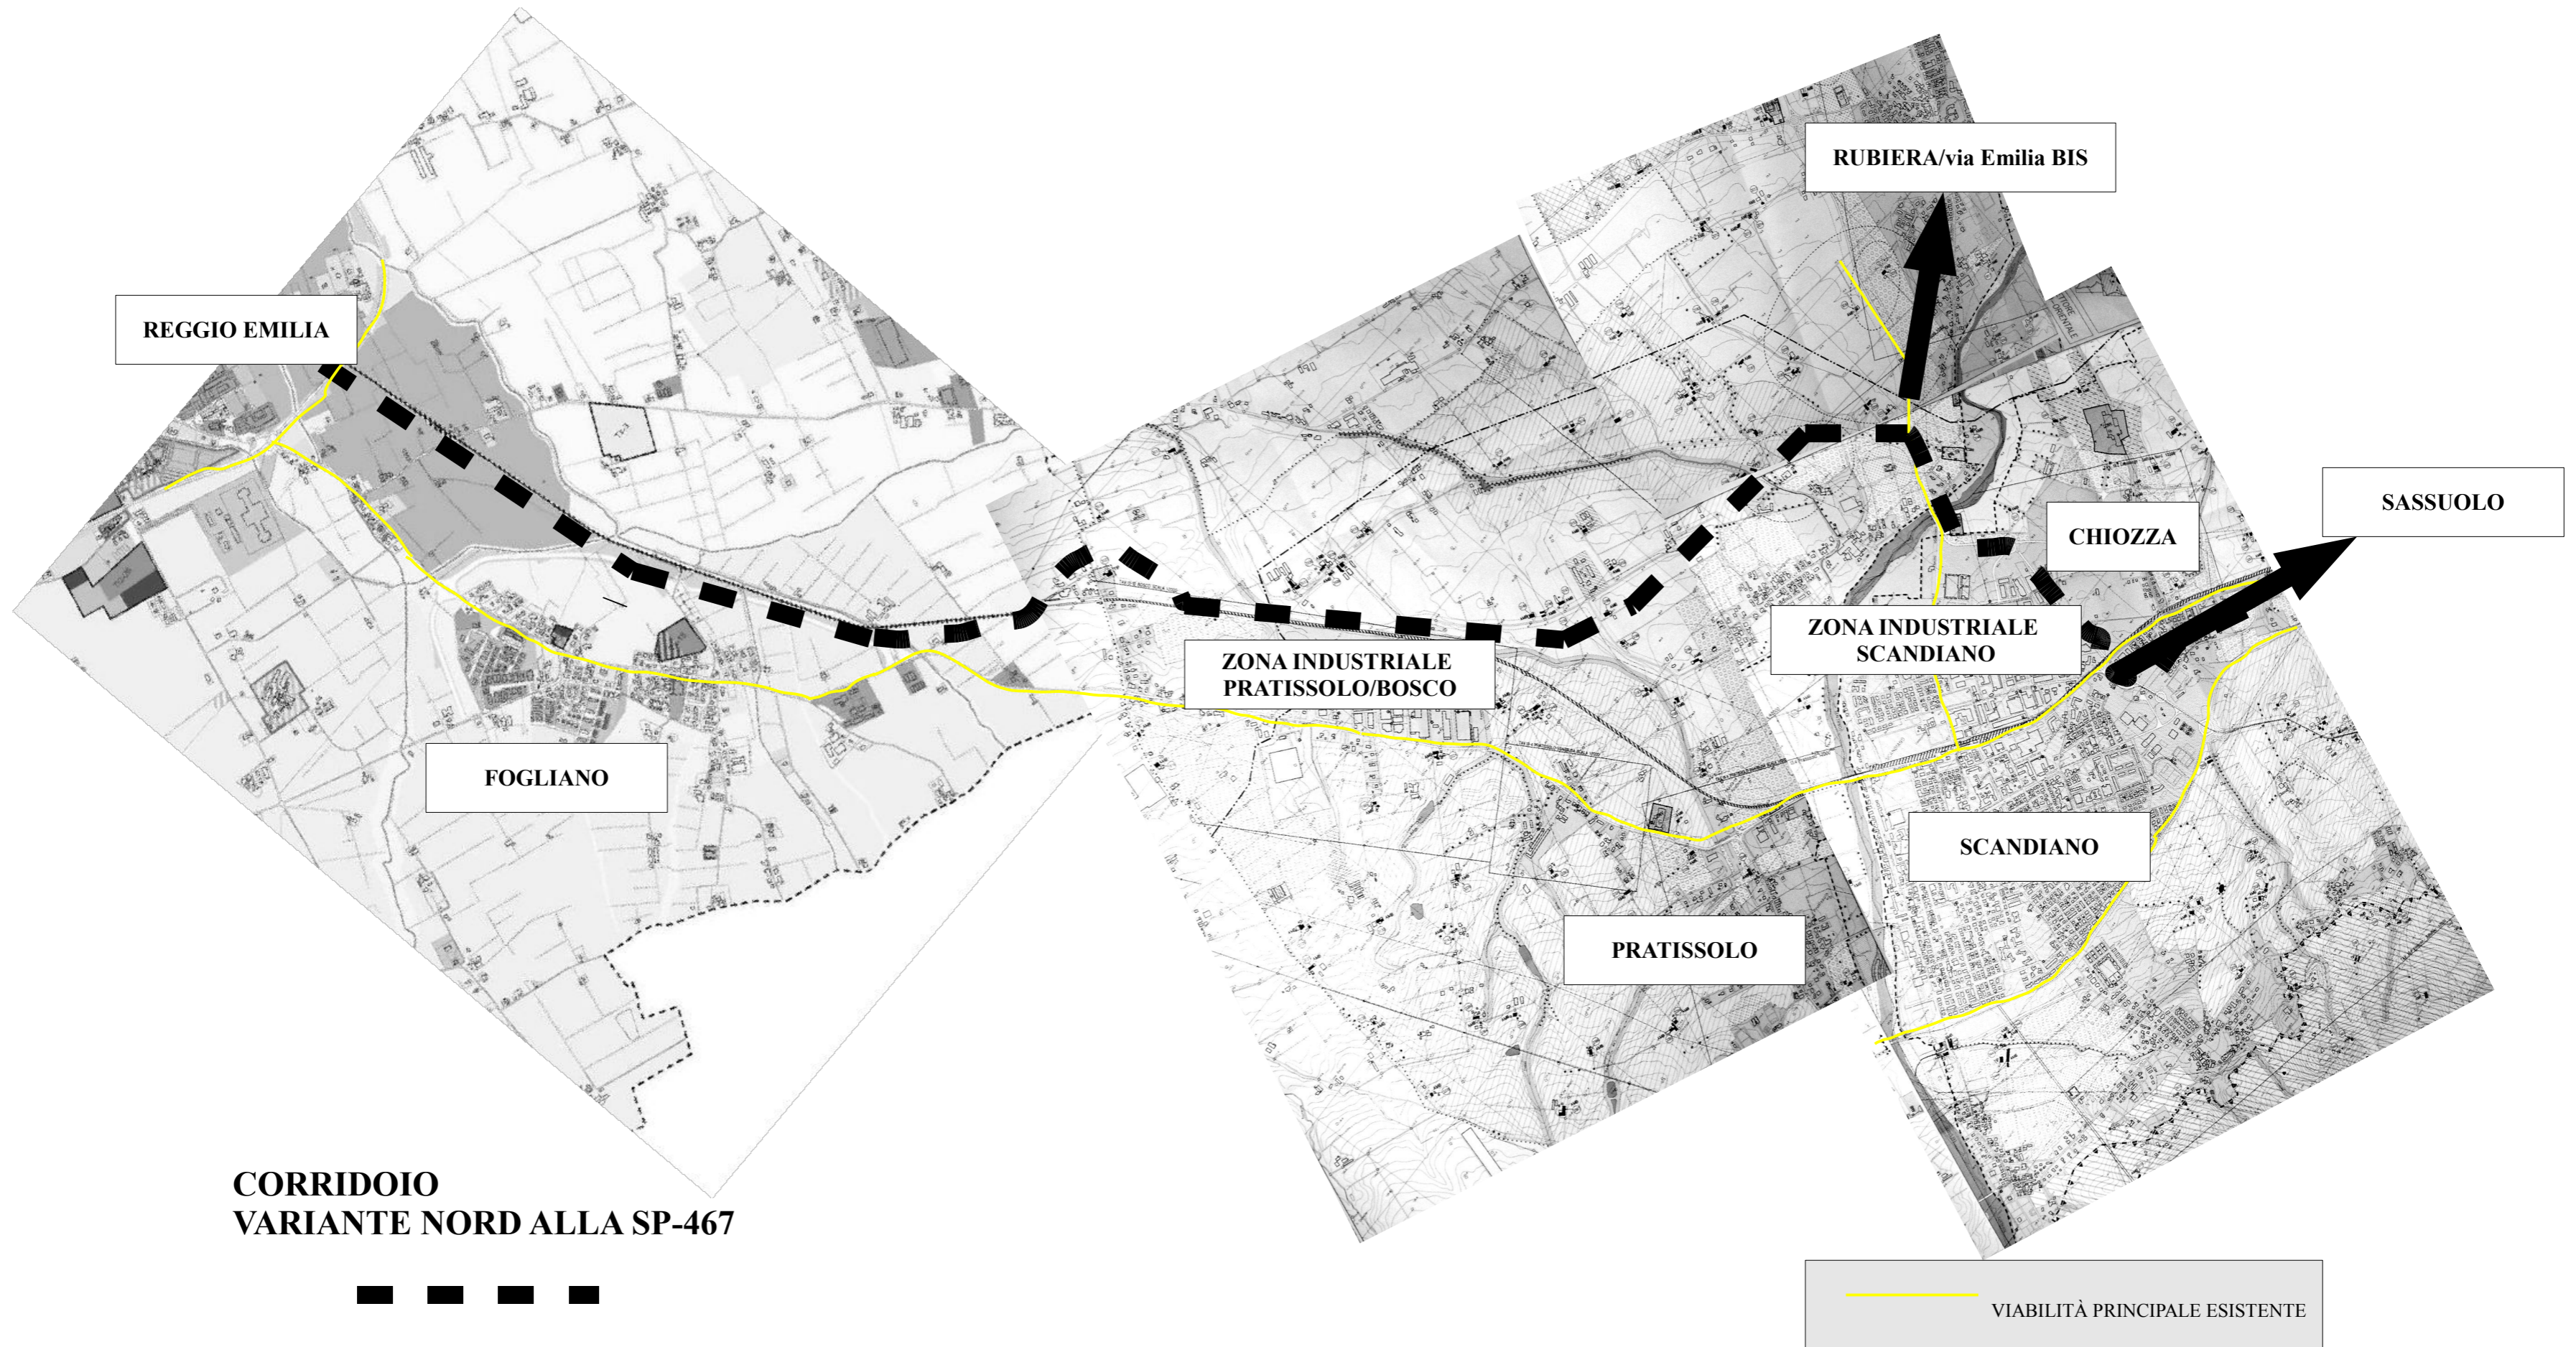 RUBIERA/via Emilia BIS
REGGIO EMILIA
SASSUOLO
CHIOZZA
ZONA INDUSTRIALE
SCANDIANO
ZONA INDUSTRIALE
PRATISSOLO/BOSCO
FOGLIANO
SCANDIANO
PRATISSOLO
CORRIDOIO
VARIANTE NORD ALLA SP-467
VIABILITÀ PRINCIPALE ESISTENTE